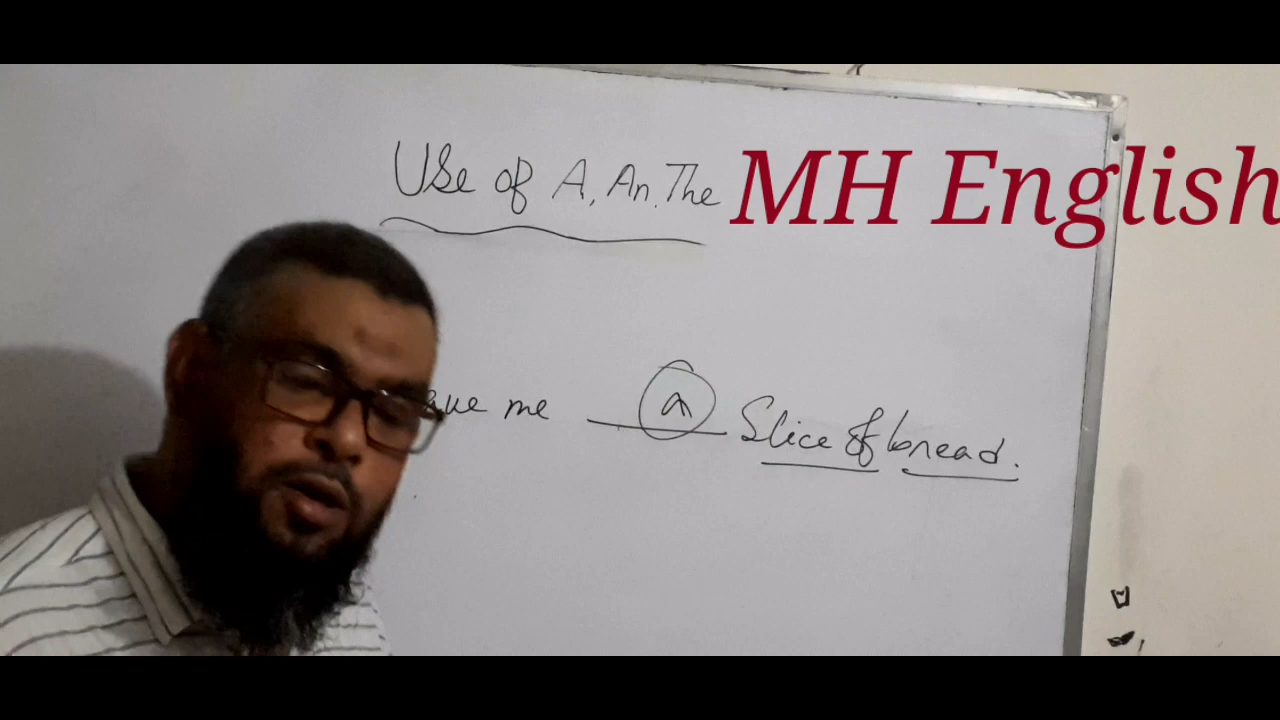 Use of A, An. The
MH English
me a Slice of bread.